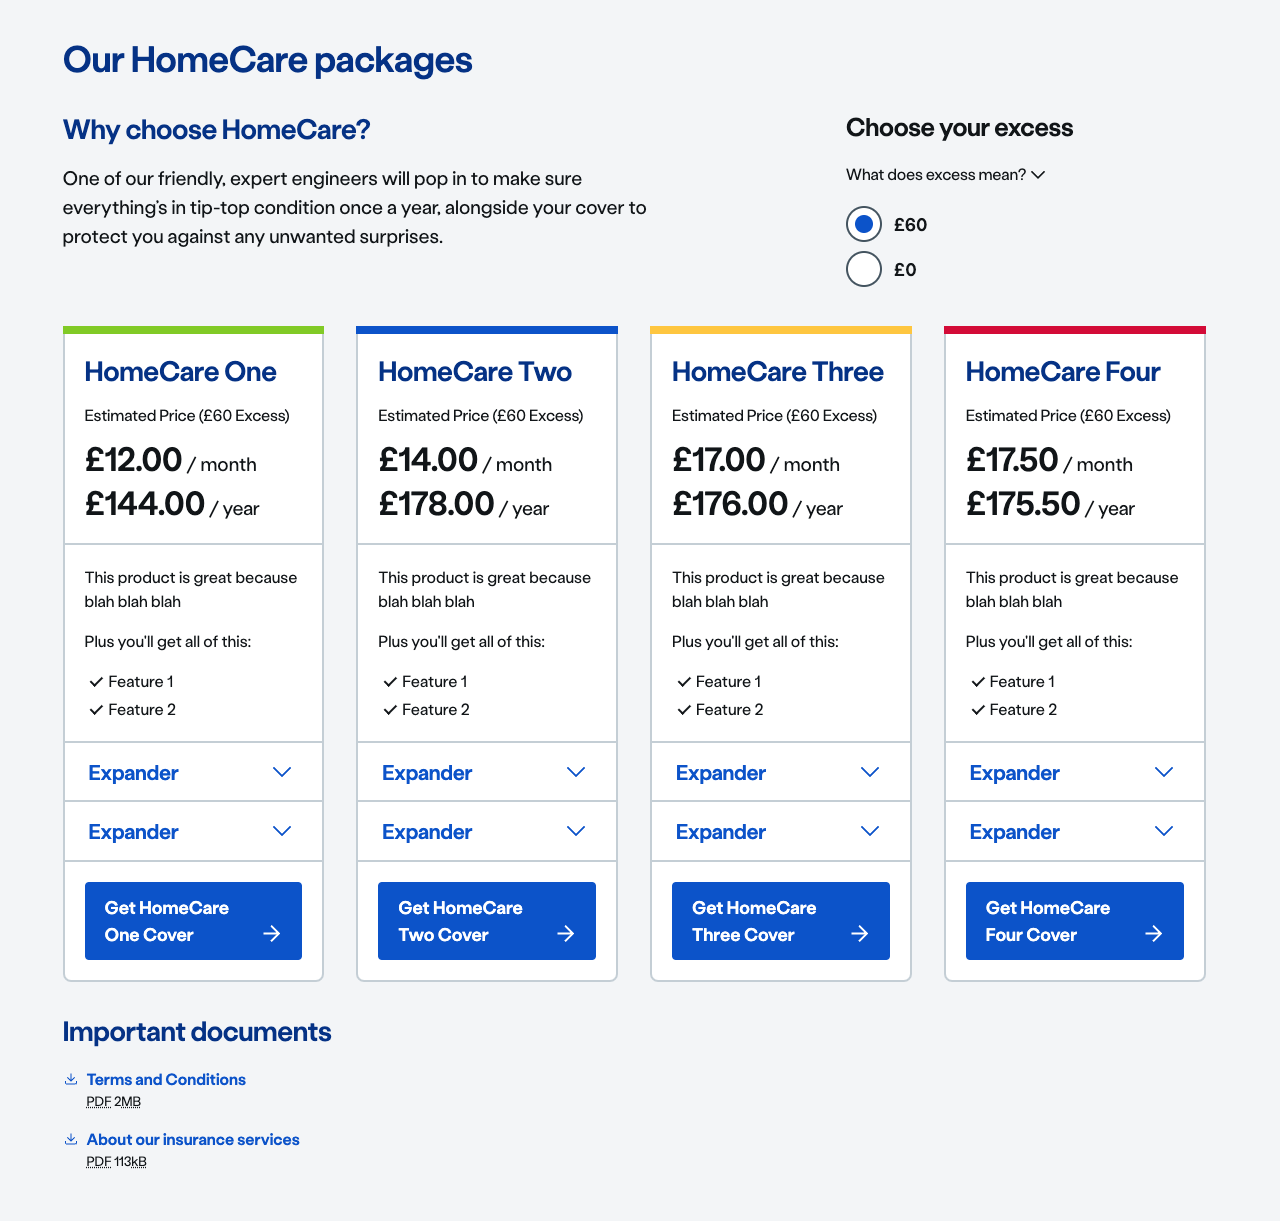 Our HomeCare packages
Why choose HomeCare?
One of our friendly, expert engineers will pop in to make sure
everything's in tip-top condition once a year, alongside your cover to
protect you against any unwanted surprises.
Choose your excess
What does excess mean?
£60
£0
HomeCare One
Estimated Price (£60 Excess)
£12.00 / month
£144.00 / year
This product is great because
blah blah blah
Plus you'll get all of this:
Feature 1
Feature 2
Expander
Expander
Get HomeCare
One Cover
HomeCare Two
Estimated Price (£60 Excess)
£14.00 / month
£178.00 / year
This product is great because
blah blah blah
Plus you'll get all of this:
Feature 1
Feature 2
Expander
Expander
Get HomeCare
Two Cover
HomeCare Three
Estimated Price (£60 Excess)
£17.00 / month
£176.00 / year
This product is great because
blah blah blah
Plus you'll get all of this:
Feature 1
Feature 2
Expander
Expander
Get HomeCare
Three Cover
HomeCare Four
Estimated Price (£60 Excess)
£17.50 / month
£175.50 / year
This product is great because
blah blah blah
Plus you'll get all of this:
Feature 1
Feature 2
Expander
Expander
Get HomeCare
Four Cover
Important documents
Terms and Conditions
PDF 2MB
About our insurance services
PDF 113kB